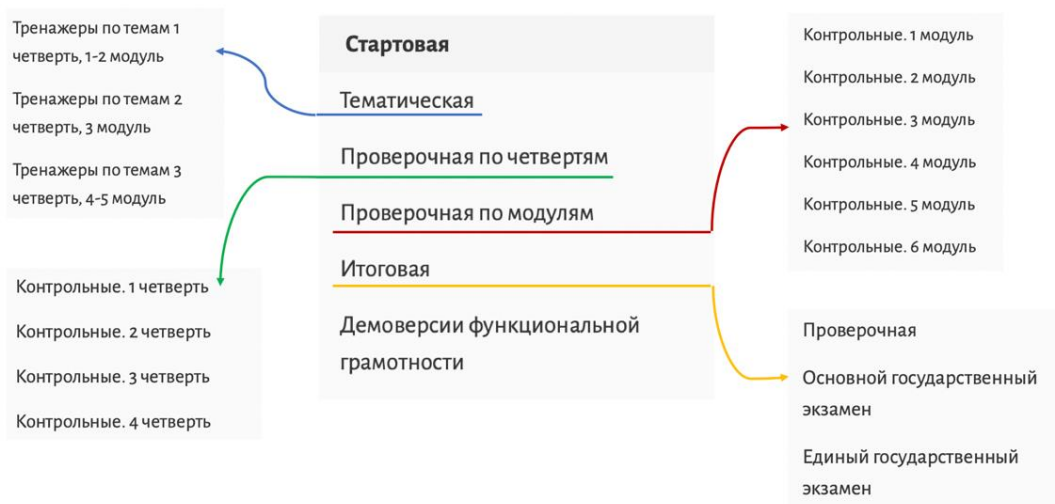 Тренажеры по темам 1
четверть, 1-2 модуль
Тренажеры по темам 2
четверть, 3 модуль
Тренажеры по темам 3
четверть, 4-5 модуль
Контрольные. 1 четверть
Контрольные. 2 четверть
Контрольные. 3 четверть
Контрольные. 4 четверть
Стартовая
Тематическая
Проверочная по четвертям
Проверочная по модулям
Итоговая
Демоверсии функциональной
грамотности
Контрольные. 1 модуль
Контрольные. 2 модуль
Контрольные. 3 модуль
Контрольные. 4 модуль
Контрольные. 5 модуль
Контрольные. 6 модуль
Проверочная
Основной государственный
экзамен
Единый государственный
экзамен